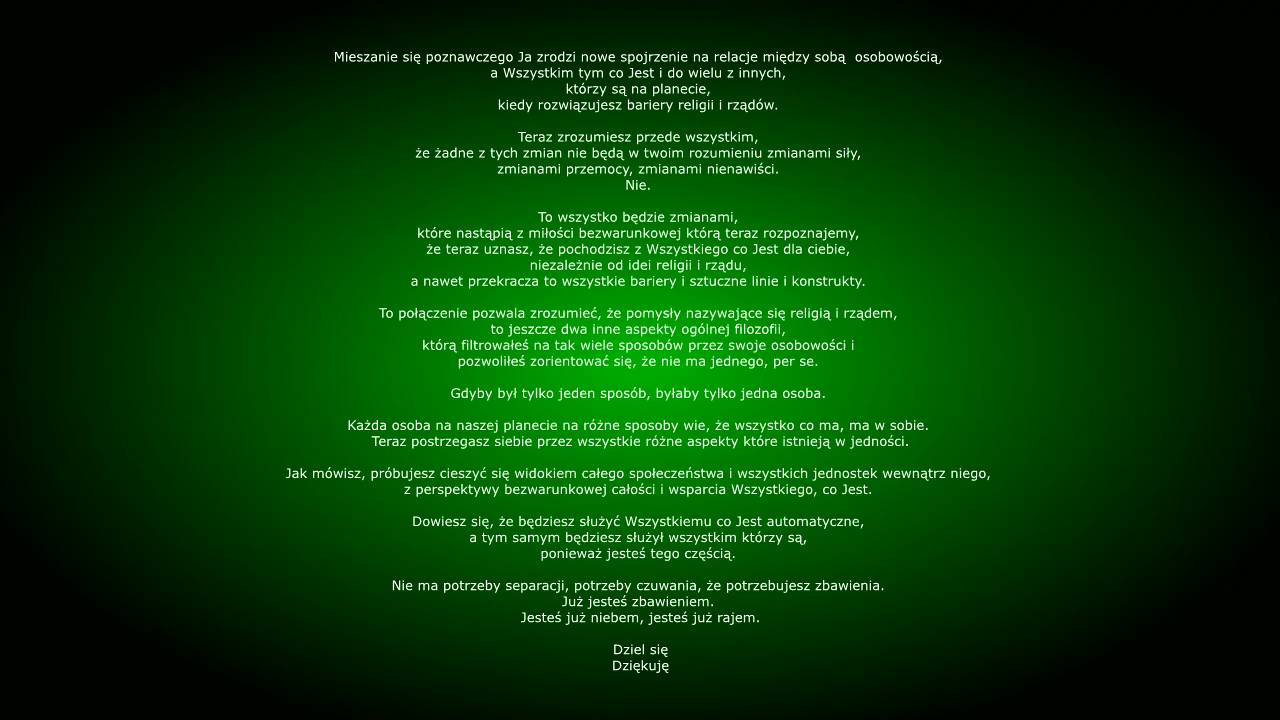 Mieszanie się poznawczego Ja zrodzi nowe spojrzenie na relacje między sobą  osobowością,
a Wszystkim tym co Jest i do wielu z innych,
którzy są na planecie,
kiedy rozwiązujesz bariery religii i rządów.
Teraz zrozumiesz przede wszystkim,
że żadne z tych zmian nie będą w twoim rozumieniu zmianami siły,
zmianami przemocy, zmianami nienawiści.
Nie.
To wszystko będzie zmianami,
które nastąpią z miłości bezwarunkowej którą teraz rozpoznajemy,
że teraz uznasz, że pochodzisz z Wszystkiego co Jest dla ciebie,
niezależnie od idei religii i rządu,
a nawet przekracza to wszystkie bariery i sztuczne linie i konstrukty.
To połączenie pozwala zrozumieć, że pomysły nazywające się religią i rządem,
to jeszcze dwa inne aspekty ogólnej filozofii,
którą filtrowałeś na tak wiele sposobów przez swoje osobowości i
pozwoliłeś zorientować się, że nie ma jednego, per se.
Gdyby był tylko jeden sposób, byłaby tylko jedna osoba.
Każda osoba na naszej planecie na różne sposoby wie, że wszystko co ma, ma w sobie.
Teraz postrzegasz siebie przez wszystkie różne aspekty które istnieją w jedności.
Jak mówisz, próbujesz cieszyć się widokiem całego społeczeństwa i wszystkich jednostek wewnątrz niego,
z perspektywy bezwarunkowej całości i wsparcia Wszystkiego, co Jest.
Dowiesz się, że będziesz służyć Wszystkiemu co Jest automatyczne,
a tym samym będziesz służył wszystkim którzy są,
ponieważ jesteś tego częścią.
Nie ma potrzeby separacji, potrzeby czuwania, że potrzebujesz zbawienia.
Już jesteś zbawieniem.
Jesteś już niebem, jesteś już rajem.
Dziel się
Dziękuję